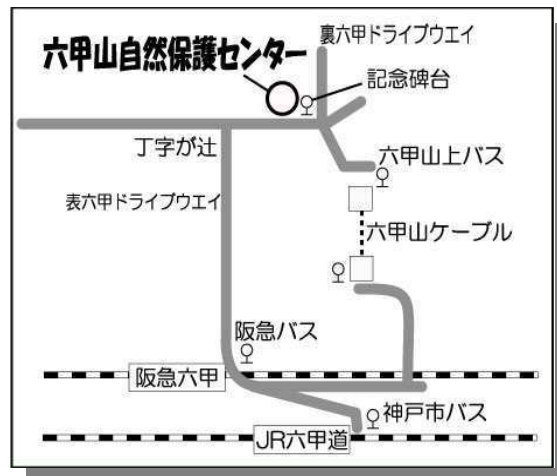 裏六甲ドライブウエイ
六甲山自然保護センター
記念碑台
丁字が辻
六甲山上バス
表六甲ドライブウエイ
六甲山ケーブル
阪急バス
阪急六甲
神戸市バス
JR六甲道